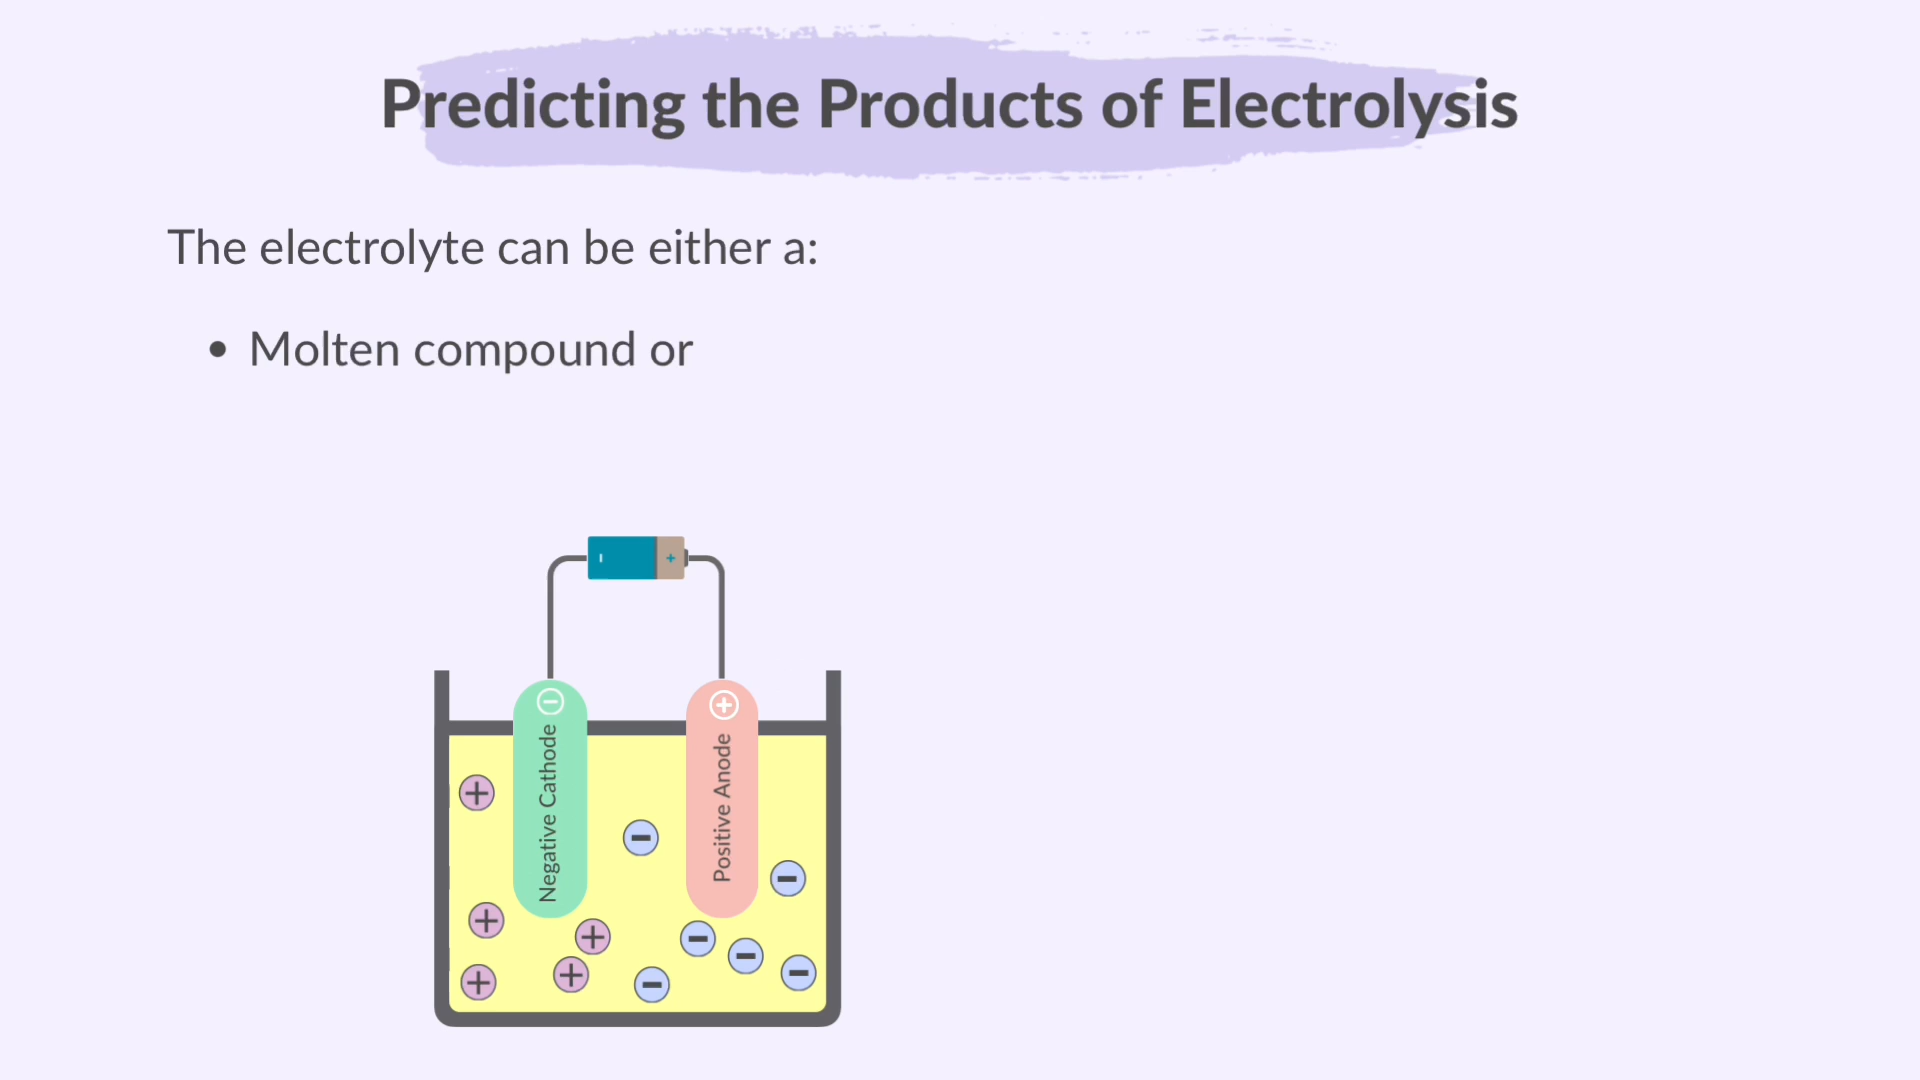 Predicting the Products of Electrolysis
The electrolyte can be either a:
• Molten compound or
- +
− +
Negative Cathode
Positive Anode
+
−
−
+
+
−
−
+
+
−
−